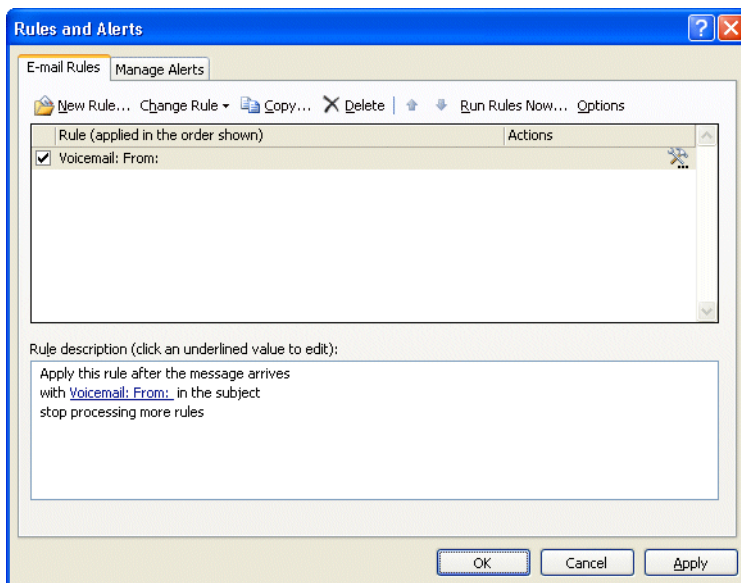 Rules and Alerts
E-mail Rules Manage Alerts
New Rule... Change Rule Copy... Delete Run Rules Now... Options
Rule (applied in the order shown) Actions
Voicemail: From:
Rule description (click an underlined value to edit):
Apply this rule after the message arrives
with Voicemail: From: in the subject
stop processing more rules
OK Cancel Apply